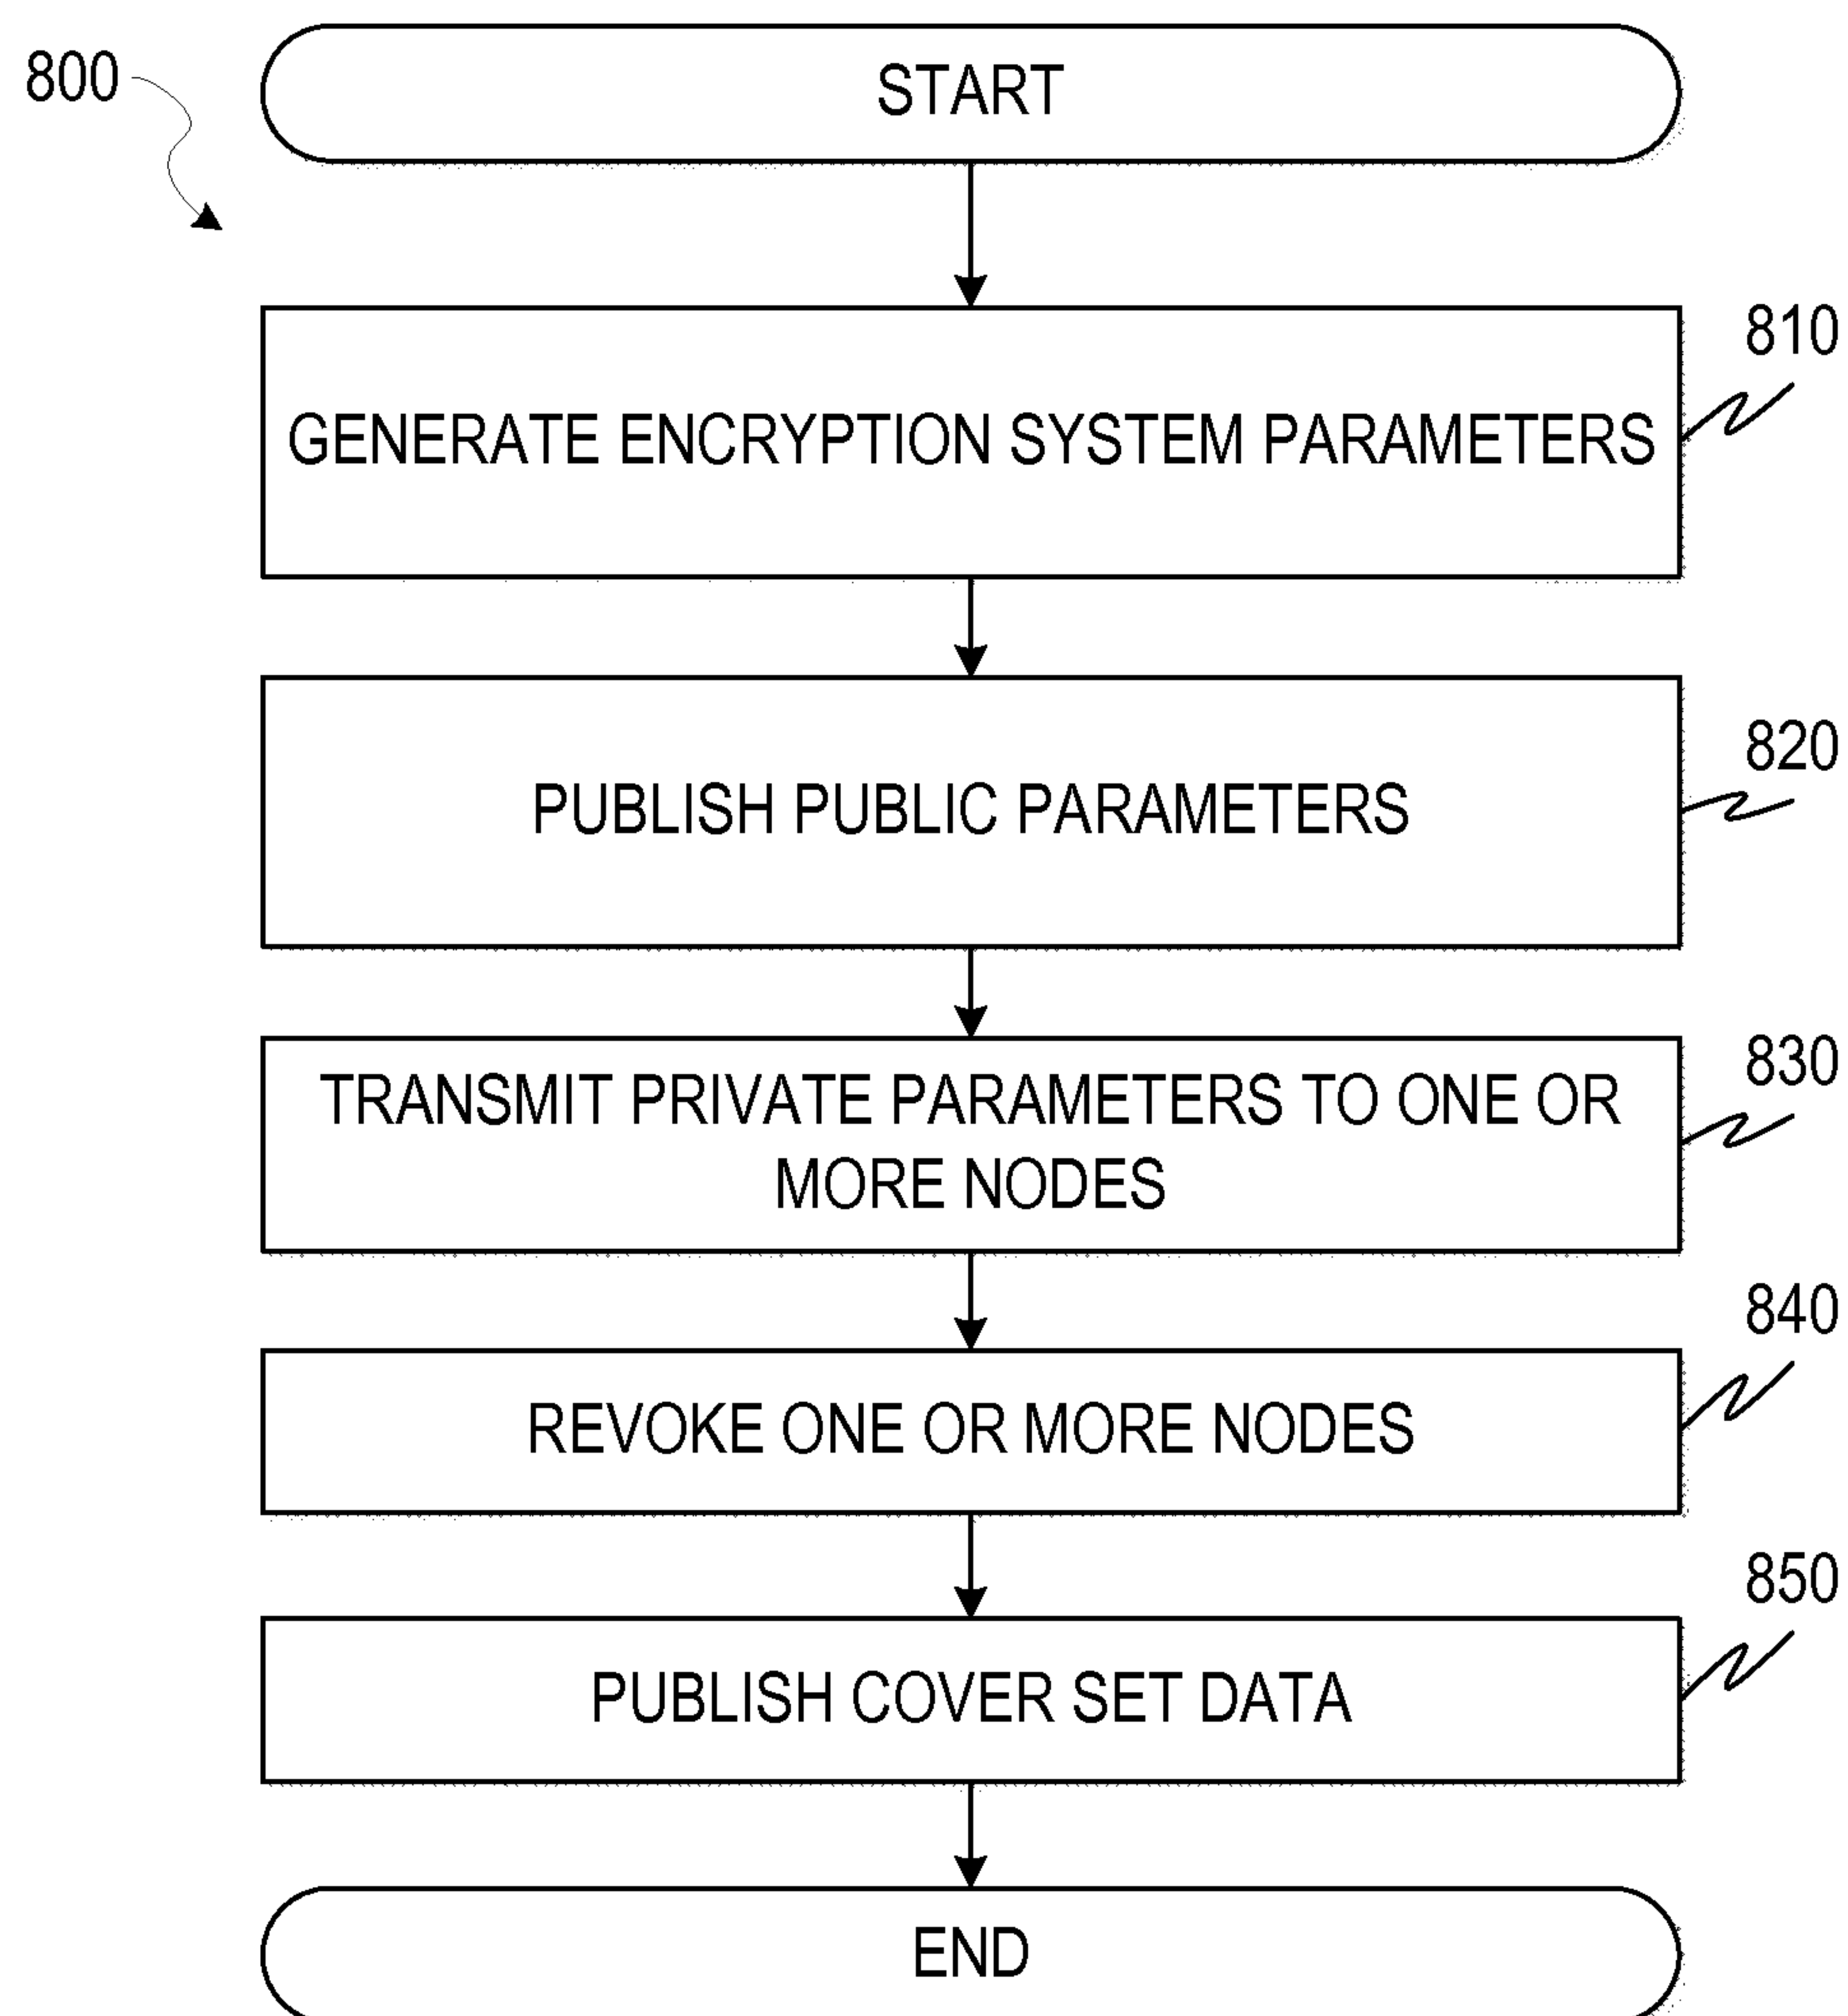 800
START
810
GENERATE ENCRYPTION SYSTEM PARAMETERS
820
PUBLISH PUBLIC PARAMETERS
830
TRANSMIT PRIVATE PARAMETERS TO ONE OR
MORE NODES
840
REVOKE ONE OR MORE NODES
850
PUBLISH COVER SET DATA
END